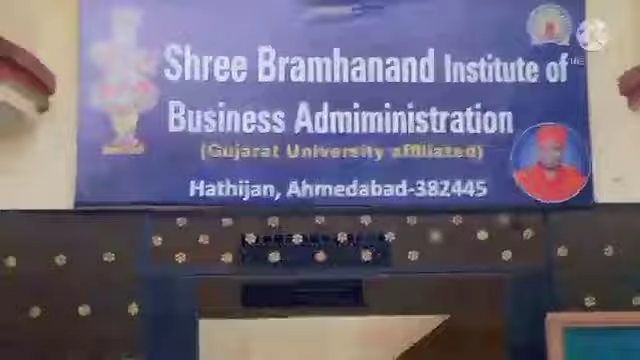 Shree Bramhanand Institute of
Business Admiministration
(Gujarat University affiliated)
Hathijan, Ahmedabad-382445